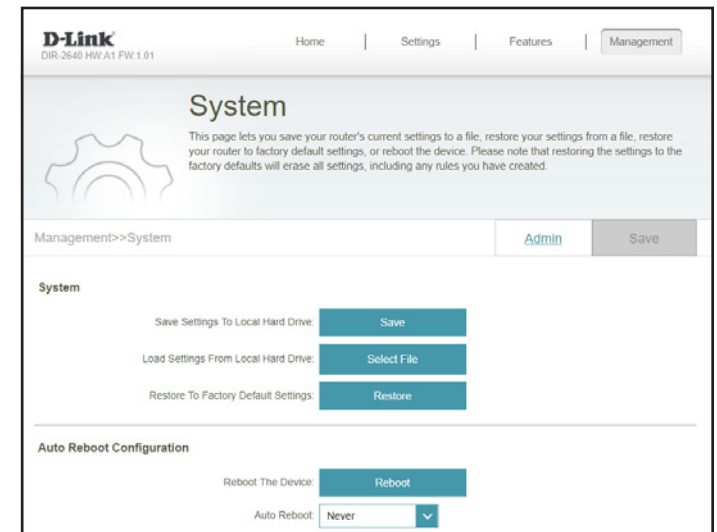 D-Link
DIR-2640 HW:A1 FW:1.01
Home | Settings | Features | Management
System
This page lets you save your router's current settings to a file, restore your settings from a file, restore
your router to factory default settings, or reboot the device. Please note that restoring the settings to the
factory defaults will erase all settings, including any rules you have created.
Management>>System
Admin
Save
System
Save Settings To Local Hard Drive: Save
Load Settings From Local Hard Drive: Select File
Restore To Factory Default Settings: Restore
Auto Reboot Configuration
Reboot The Device: Reboot
Auto Reboot: Never